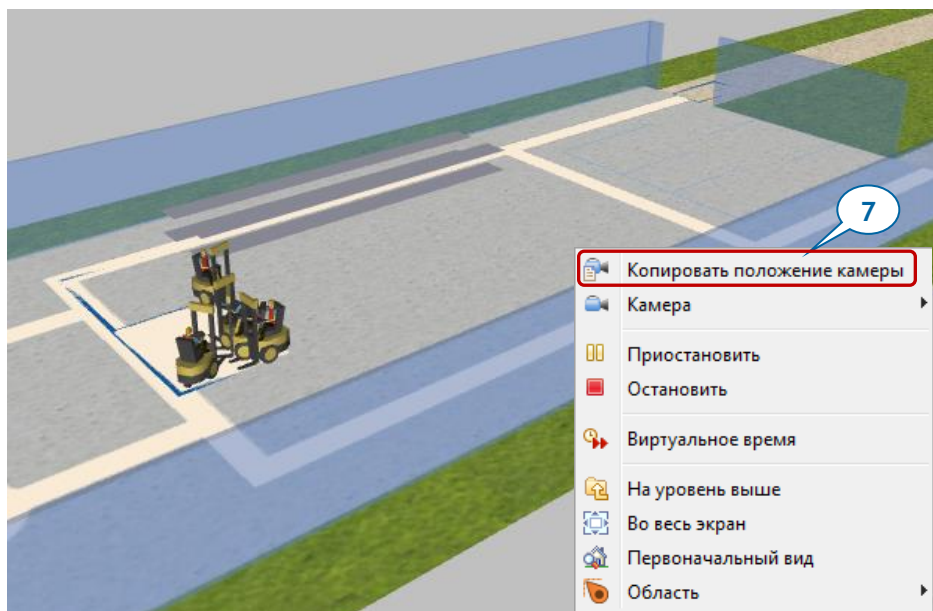 7
Копировать положение камеры
Камера
Приостановить
Остановить
Виртуальное время
На уровень выше
Во весь экран
Первоначальный вид
Область